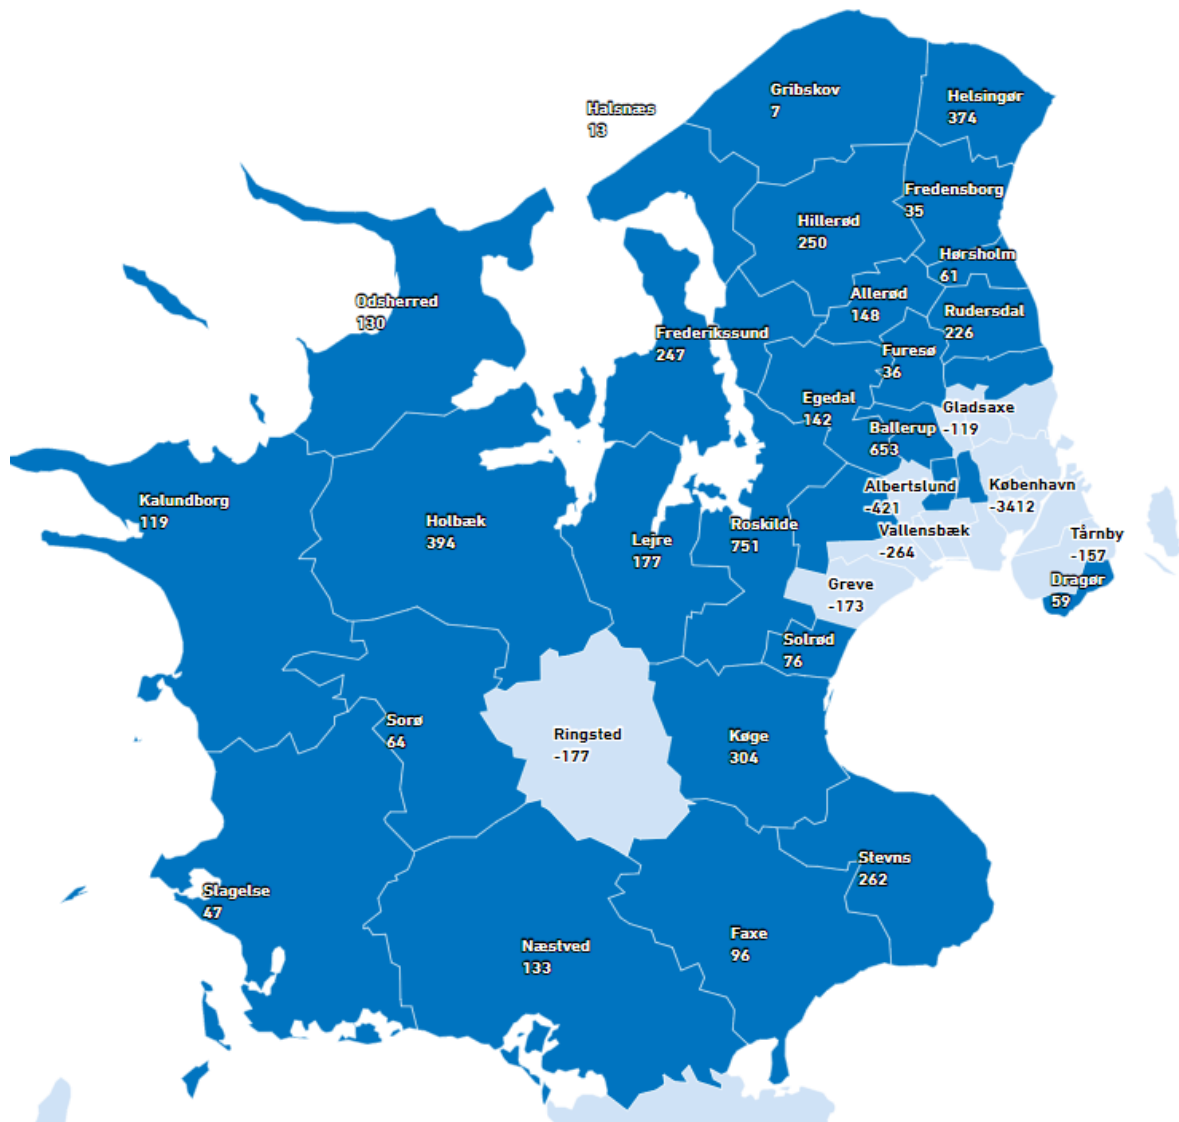 Gribskov
7
Helsingør
374
Halsnæs
13
Fredensborg
35
Hillerød
250
Hørsholm
61
Allerød
148
Rudersdal
226
Odsherred
130
Frederikssund
247
Furesø
36
Egedal
142
Gladsaxe
-119
Ballerup
653
Albertslund
-421
København
-3412
Kalundborg
119
Holbæk
394
Lejre
177
Roskilde
751
Vallensbæk
-264
Tårnby
-157
Dragør
59
Greve
-173
Solrød
76
Sorø
64
Ringsted
-177
Køge
304
Stevns
262
Slagelse
47
Næstved
133
Faxe
96